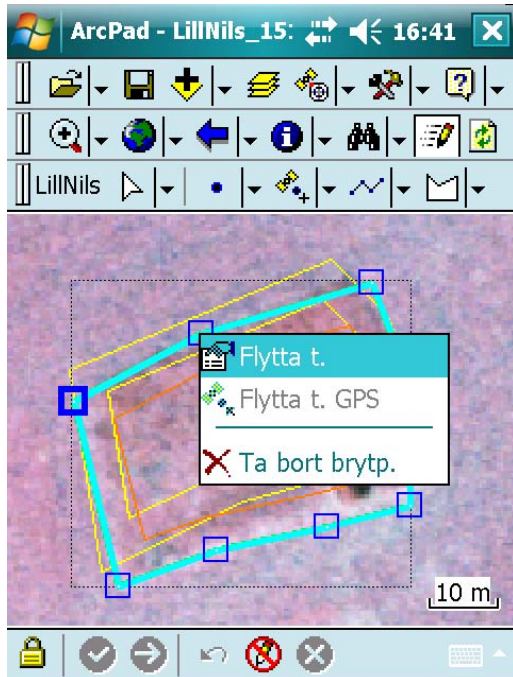 ArcPad - LillNils_15: 16:41
LillNils
Flytta t.
Flytta t. GPS
Ta bort brytp.
10 m